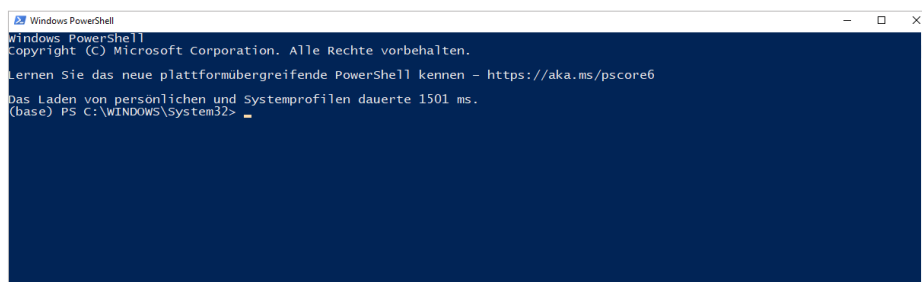 Windows PowerShell
Windows PowerShell
Copyright (C) Microsoft Corporation. Alle Rechte vorbehalten.
Lernen Sie das neue plattformübergreifende PowerShell kennen – https://aka.ms/pscore6
Das Laden von persönlichen und Systemprofilen dauerte 1501 ms.
(base) PS C:\WINDOWS\System32>